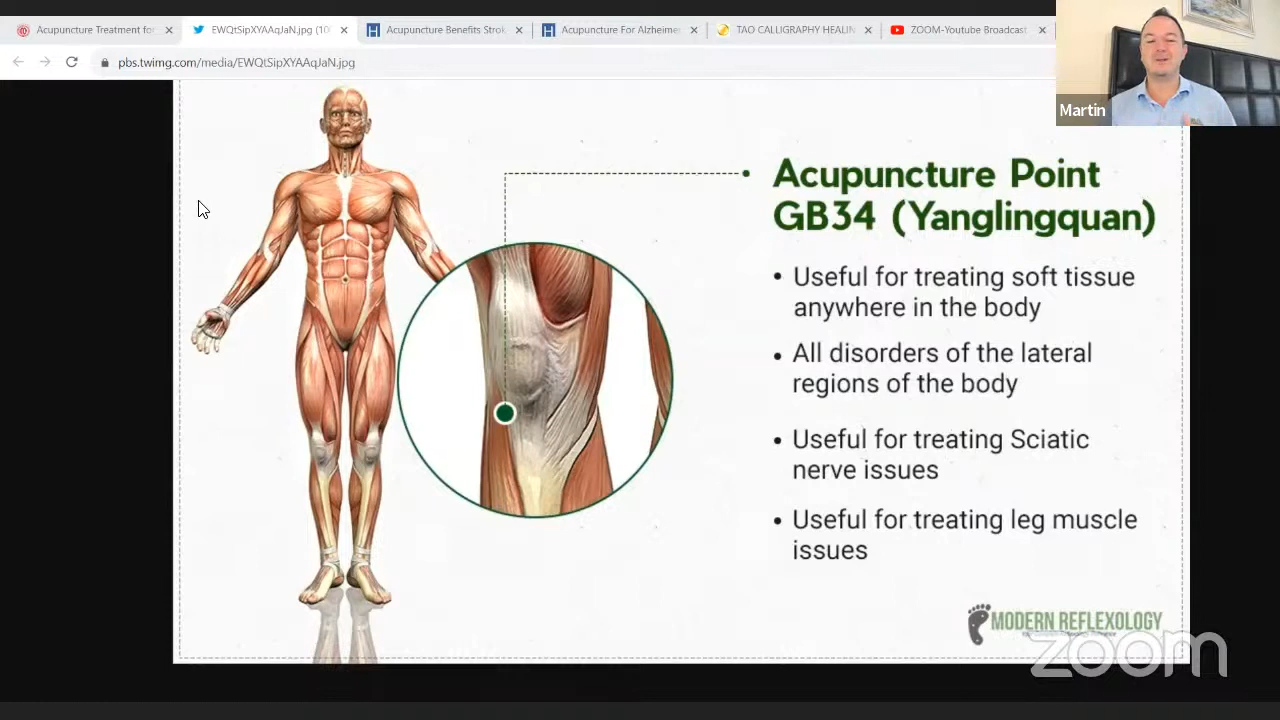 Acupuncture Treatment for
EWQtSipXYAAqJaN.jpg (10
Acupuncture Benefits Strok
Acupuncture For Alzheimer
TAO CALLIGRAPHY HEALIN
ZOOM-Youtube Broadcast
pbs.twimg.com/media/EWQtSipXYAAqJaN.jpg
Martin
Acupuncture Point
GB34 (Yanglingquan)
• Useful for treating soft tissue
anywhere in the body
• All disorders of the lateral
regions of the body
• Useful for treating Sciatic
nerve issues
• Useful for treating leg muscle
issues
MODERN REFLEXOLOGY
zoom